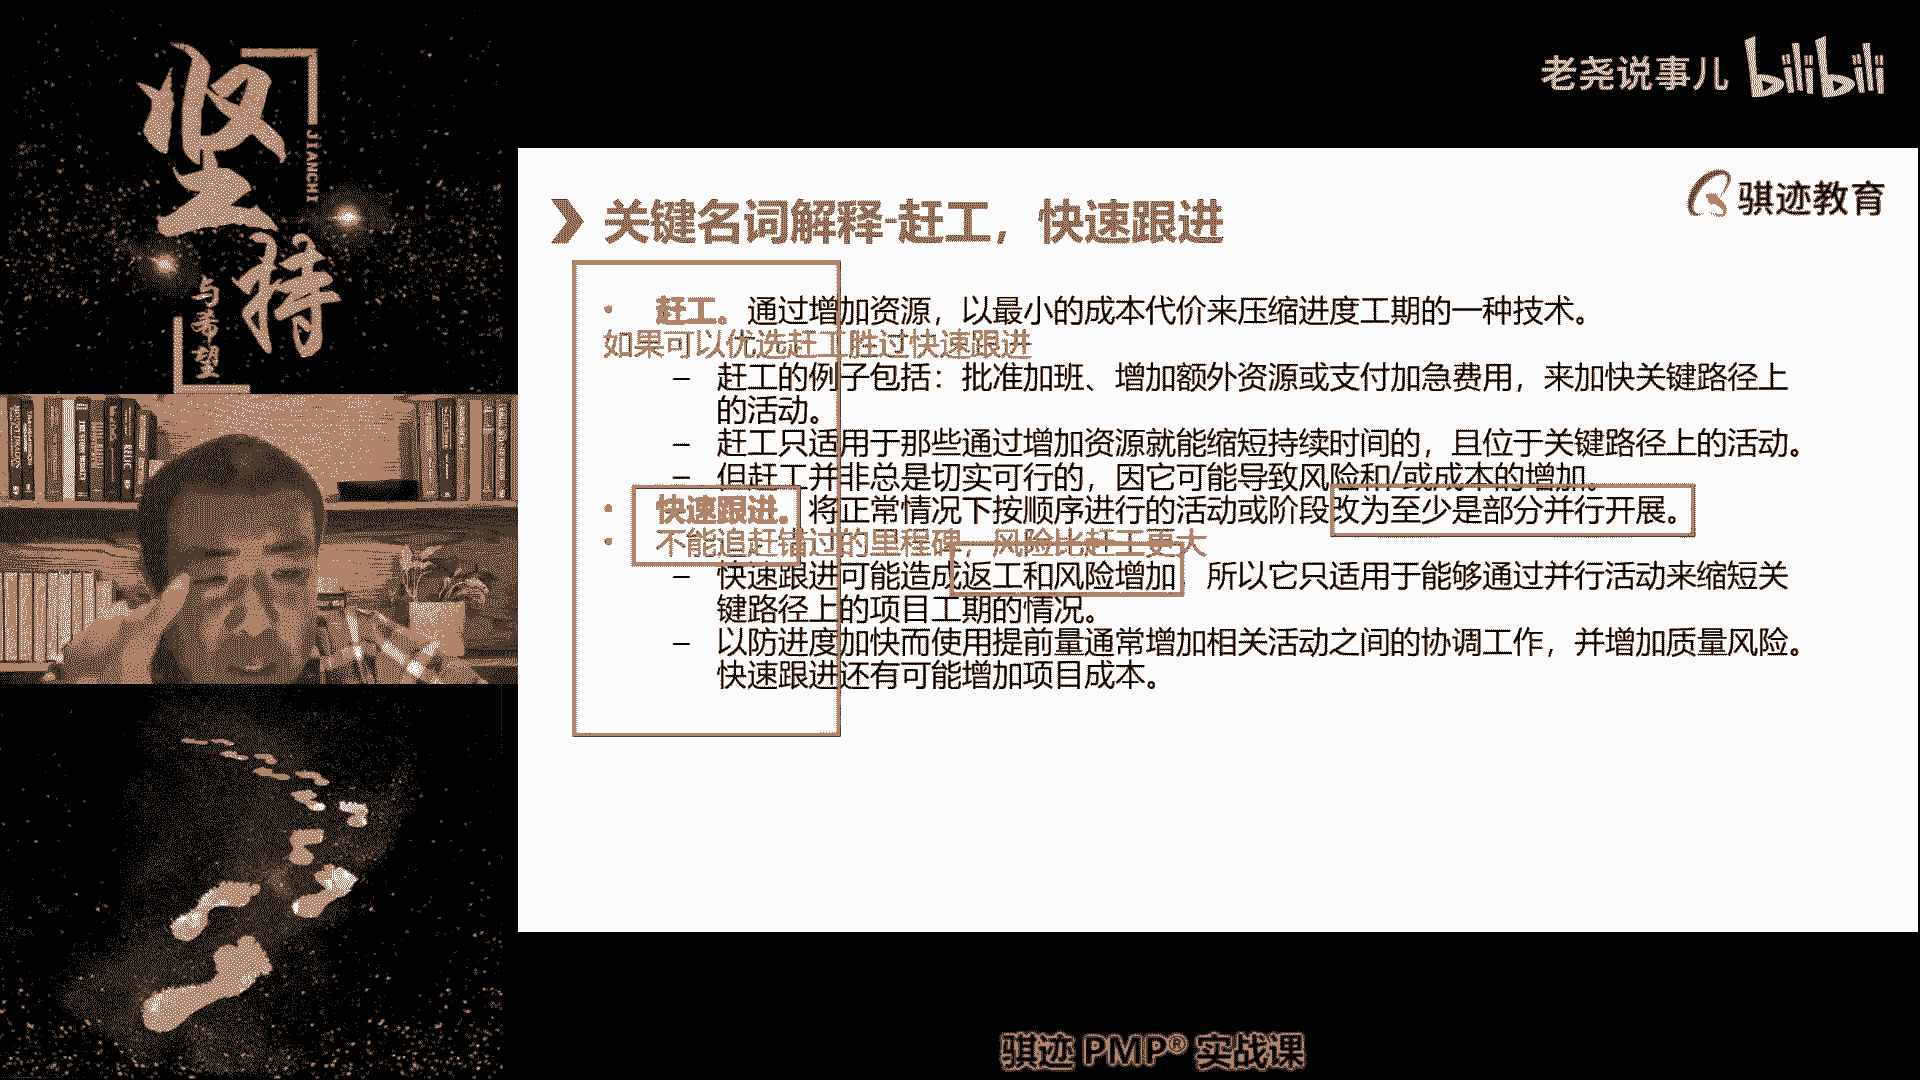 坚持
JIANCHI
与希望
老尧说事儿 bilibili
骐迹教育
关键名词解释-赶工，快速跟进
• 赶工。通过增加资源，以最小的成本代价来压缩进度工期的一种技术。
如果可以优选赶工胜过快速跟进
– 赶工的例子包括：批准加班、增加额外资源或支付加急费用，来加快关键路径上
的活动。
– 赶工只适用于那些通过增加资源就能缩短持续时间的，且位于关键路径上的活动。
– 但赶工并非总是切实可行的，因它可能导致风险和/或成本的增加。
• 快速跟进。将正常情况下按顺序进行的活动或阶段改为至少是部分并行开展。
• 不能追赶错过的里程碑，风险比赶工更大
– 快速跟进可能造成返工和风险增加 所以它只适用于能够通过并行活动来缩短关
键路径上的项目工期的情况。
– 以防进度加快而使用提前量通常增加相关活动之间的协调工作，并增加质量风险。
快速跟进还有可能增加项目成本。
骐迹 PMP® 实战课